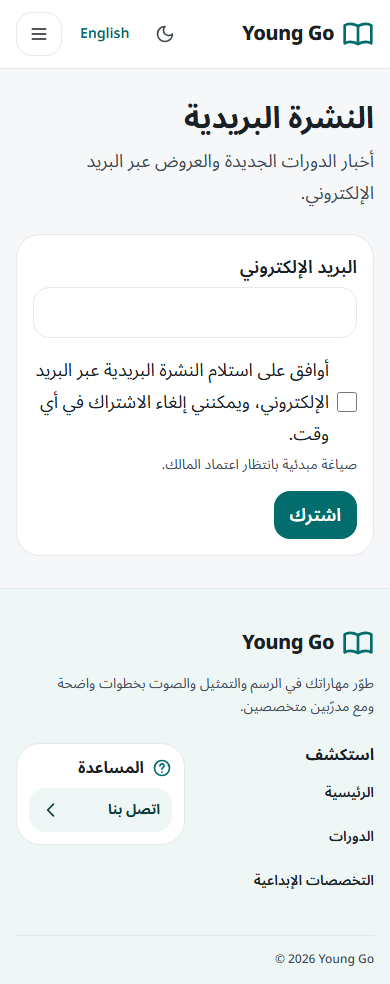 Young Go
English
النشرة البريدية
أخبار الدورات الجديدة والعروض عبر البريد
الإلكتروني.
البريد الإلكتروني
أوافق على استلام النشرة البريدية عبر البريد
الإلكتروني، ويمكنني إلغاء الاشتراك في أي
وقت.
صياغة مبدئية بانتظار اعتماد المالك.
اشترك
Young Go
طوّر مهاراتك في الرسم والتمثيل والصوت بخطوات واضحة
ومع مدرّبين متخصصين.
استكشف
الرئيسية
الدورات
التخصصات الإبداعية
المساعدة
اتصل بنا
© 2026 Young Go